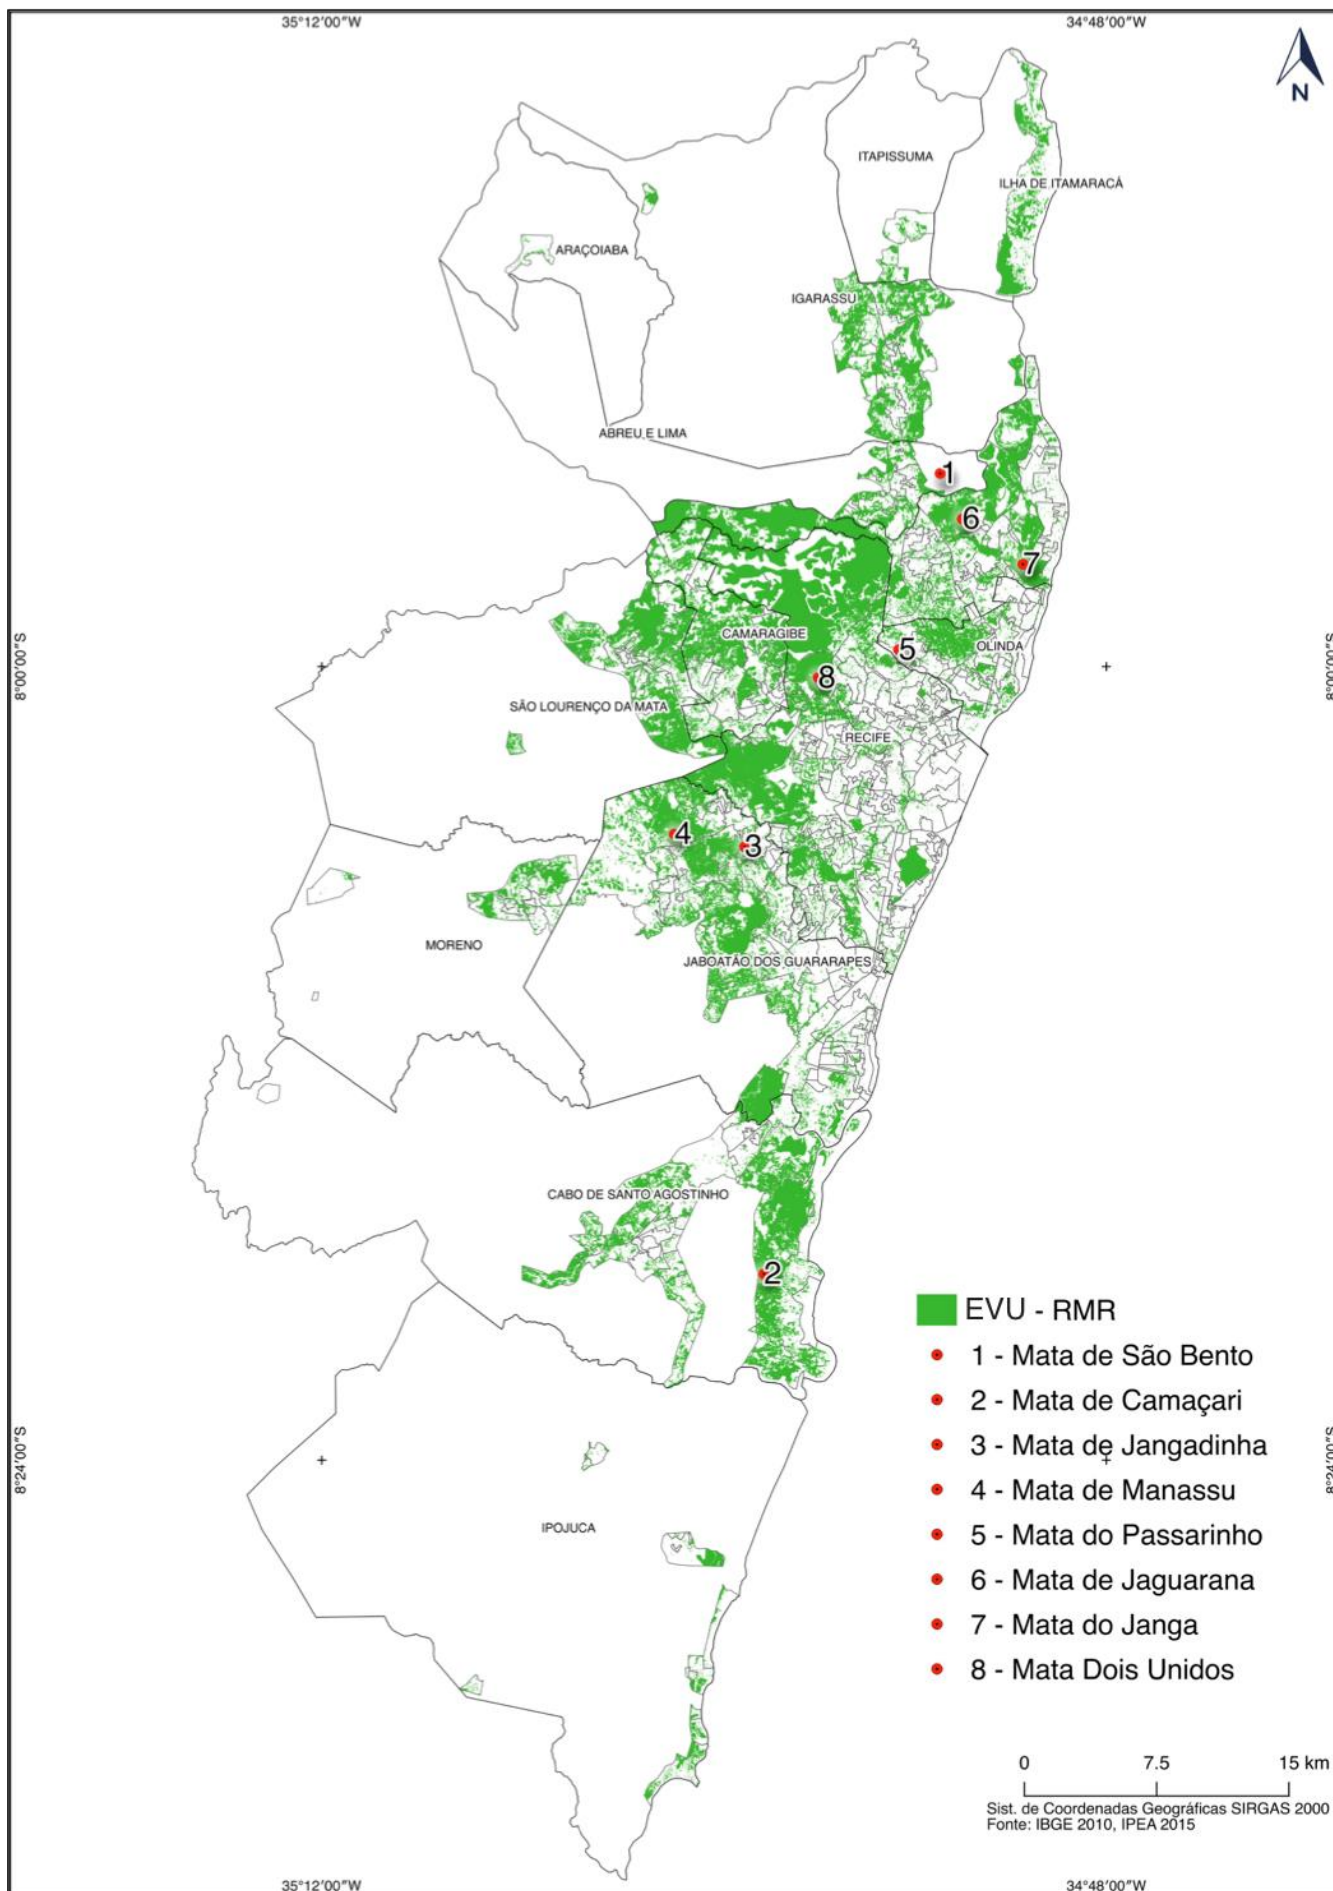 35°12'00"W
34°48'00"W
N
ITAPISSUMA
ILHA DE ITAMARACÁ
ARAÇOIABA
IGARASSU
ABREU E LIMA
1
6
7
8°00'00"S
8°00'00"S
CAMARAGIBE
OLINDA
5
8
SÃO LOURENÇO DA MATA
RECIFE
4
3
MORENO
JABOATÃO DOS GUARARAPES
CABO DE SANTO AGOSTINHO
2
EVU - RMR
1 - Mata de São Bento
2 - Mata de Camaçari
3 - Mata de Jangadinha
4 - Mata de Manassu
5 - Mata do Passarinho
6 - Mata de Jaguarana
7 - Mata do Janga
8 - Mata Dois Unidos
8°24'00"S
8°24'00"S
IPOJUCA
0 7.5 15 km
Sist. de Coordenadas Geográficas SIRGAS 2000
Fonte: IBGE 2010, IPEA 2015
35°12'00"W
34°48'00"W